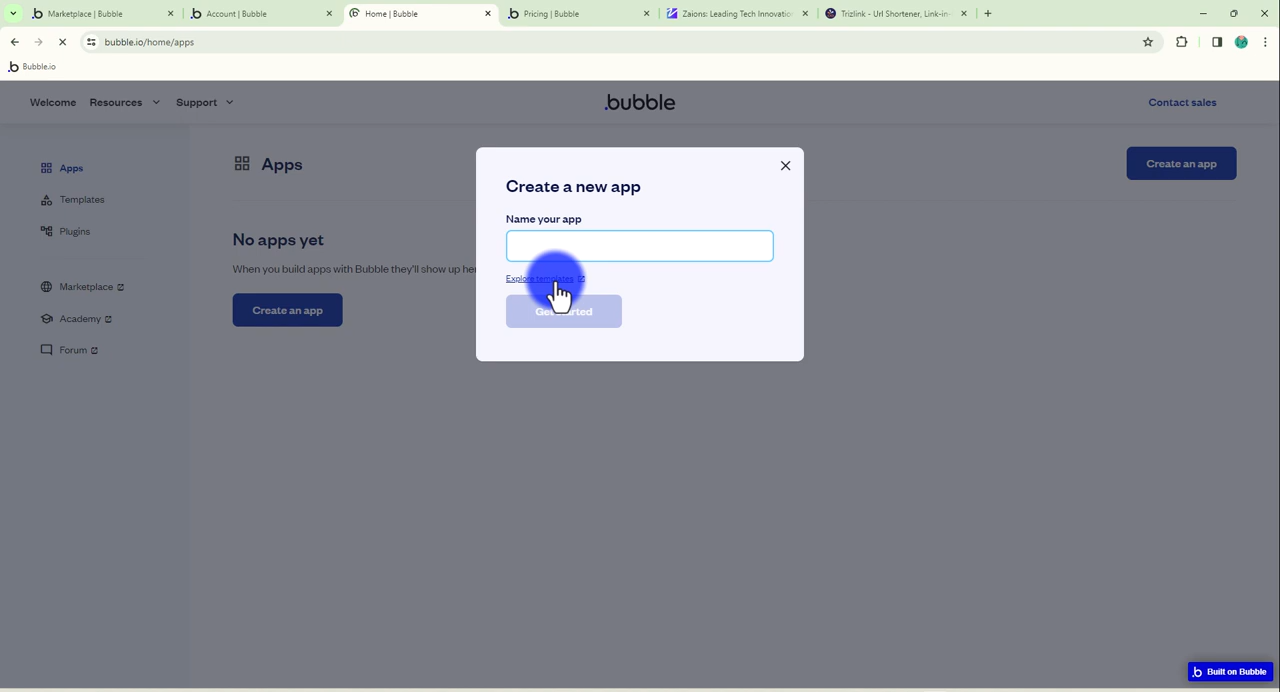 Marketplace | Bubble
Account | Bubble
Home | Bubble
Pricing | Bubble
Zaions: Leading Tech Innovatio
Trizlink - Url Shortener, Link-in-
bubble.io/home/apps
Bubble.io
Welcome
Resources
Support
.bubble
Contact sales
Apps
Templates
Plugins
Marketplace
Academy
Forum
Apps
Create an app
No apps yet
When you build apps with Bubble they'll show up her
Create an app
Create a new app
Name your app
Explore templates
Get started
Built on Bubble